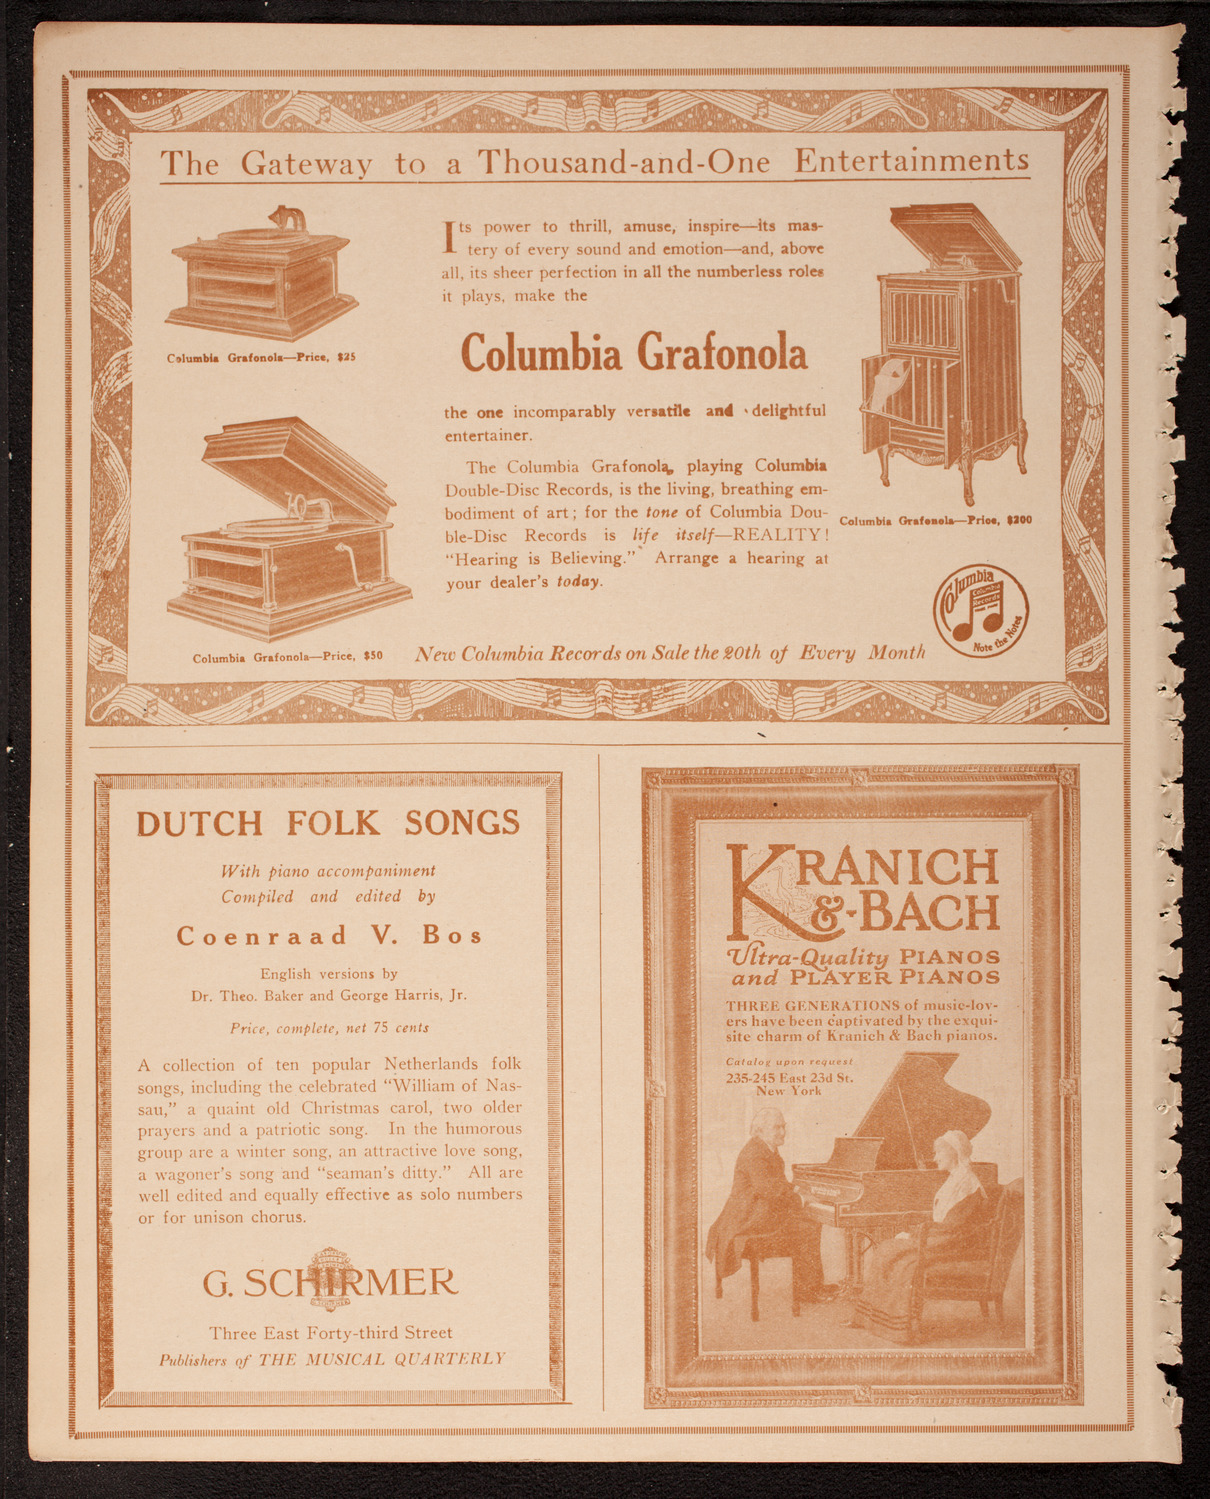 The Gateway to a Thousand-and-One Entertainments
Columbia Grafonola—Price, $25
Its power to thrill, amuse, inspire—its mas-
tery of every sound and emotion—and, above
all, its sheer perfection in all the numberless roles
it plays, make the
Columbia Grafonola
the one incomparably versatile and delightful
entertainer.
The Columbia Grafonola, playing Columbia
Double-Disc Records, is the living, breathing em-
bodiment of art; for the tone of Columbia Dou-
ble-Disc Records is life itself—REALITY!
“Hearing is Believing.” Arrange a hearing at
your dealer’s today.
Columbia Grafonola—Price, $200
Columbia Grafonola—Price, $50
New Columbia Records on Sale the 20th of Every Month
Columbia
Columbia
Records
Note the Notes
DUTCH FOLK SONGS
With piano accompaniment
Compiled and edited by
Coenraad V. Bos
English versions by
Dr. Theo. Baker and George Harris, Jr.
Price, complete, net 75 cents
A collection of ten popular Netherlands folk
songs, including the celebrated “William of Nas-
sau,” a quaint old Christmas carol, two older
prayers and a patriotic song. In the humorous
group are a winter song, an attractive love song,
a wagoner’s song and “seaman’s ditty.” All are
well edited and equally effective as solo numbers
or for unison chorus.
G. SCHIRMER
Three East Forty-third Street
Publishers of THE MUSICAL QUARTERLY
KRANICH
&-BACH
Ultra-Quality PIANOS
and PLAYER PIANOS
THREE GENERATIONS of music-lov-
ers have been captivated by the exqui-
site charm of Kranich & Bach pianos.
Catalog upon request
235-245 East 23d St.
New York